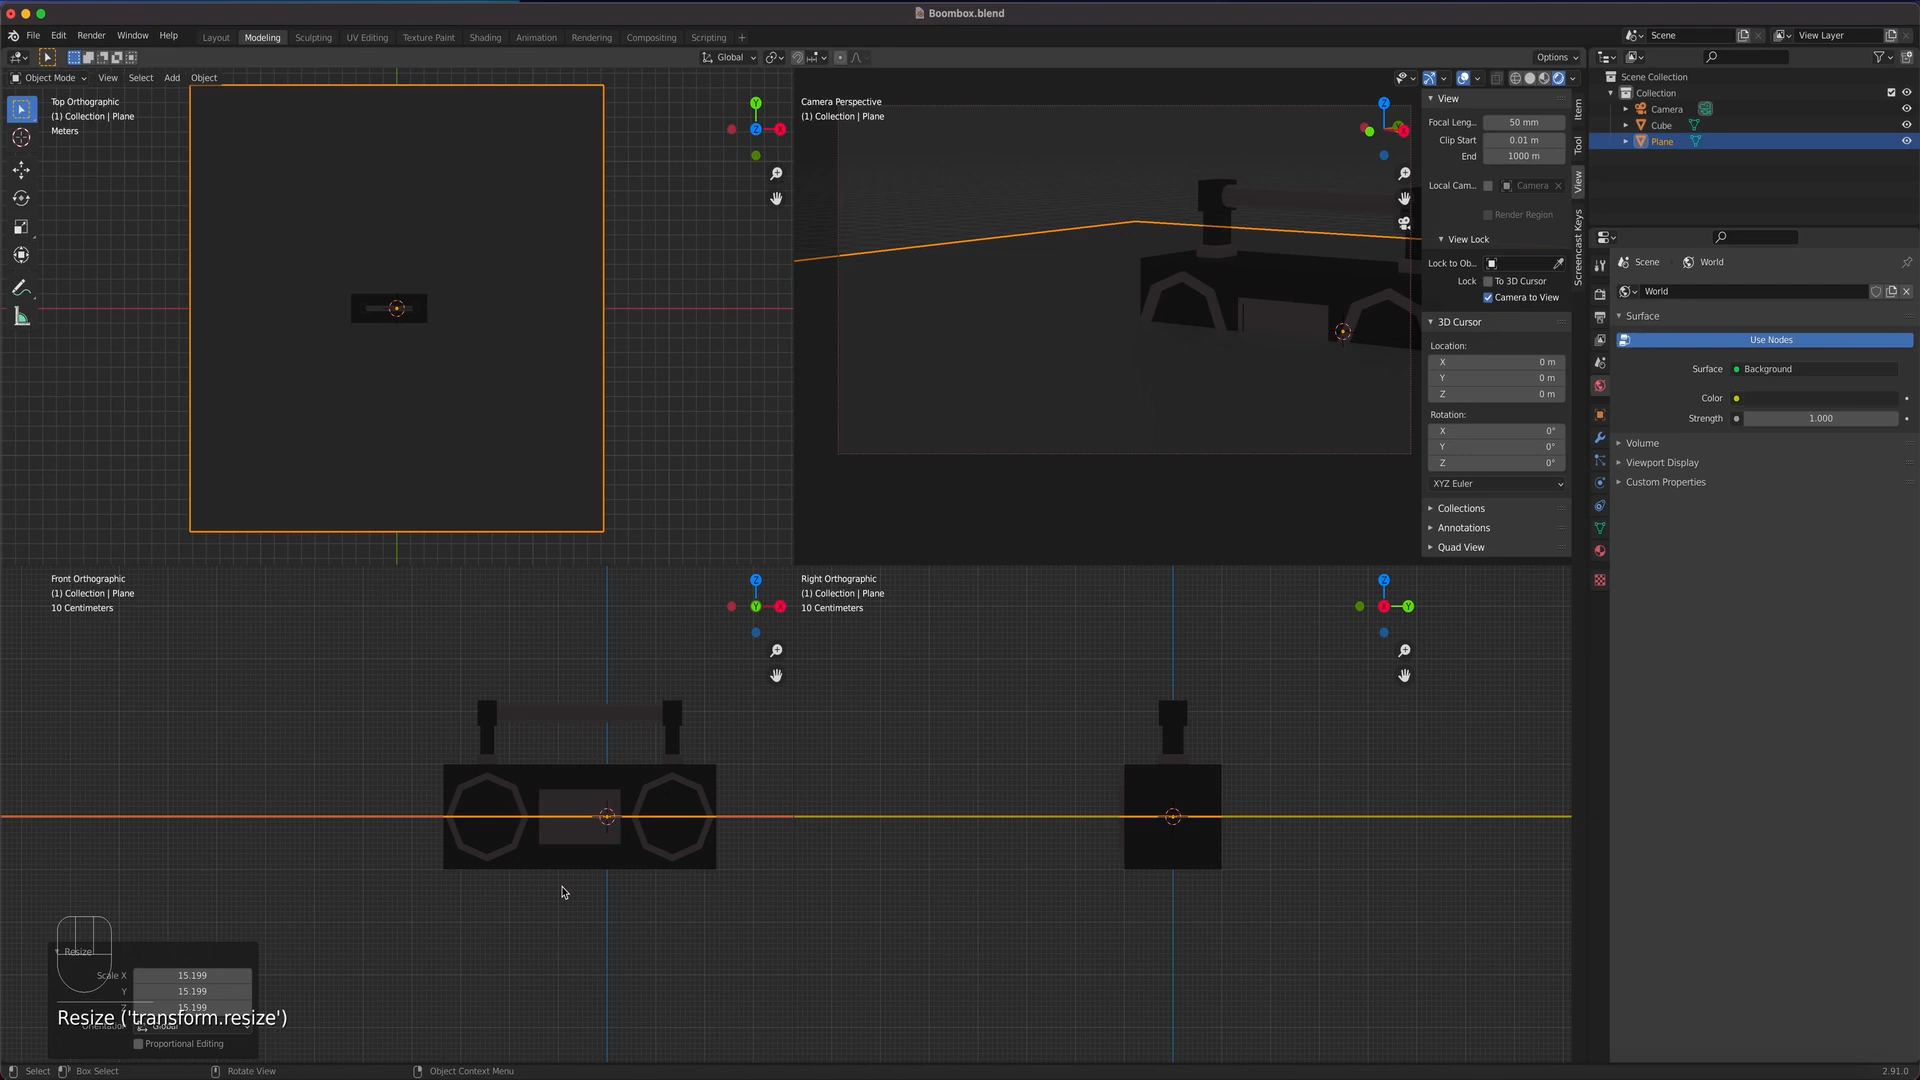 Boombox.blend
File Edit Render Window Help Layout Modeling Sculpting UV Editing Texture Paint Shading Animation Rendering Compositing Scripting + Scene View Layer
Global Options
Object Mode View Select Add Object
Top Orthographic
(1) Collection | Plane
Meters
Y
Z
X
Camera Perspective
(1) Collection | Plane
Z
X
View
Focal Leng... 50 mm
Clip Start 0.01 m
End 1000 m
Local Cam... Camera
Render Region
View Lock
Lock to Ob...
Lock To 3D Cursor
Camera to View
3D Cursor
Location:
X 0 m
Y 0 m
Z 0 m
Rotation:
X 0°
Y 0°
Z 0°
XYZ Euler
Collections
Annotations
Quad View
Item
Tool
View
Screencast Keys
Scene Collection
Collection
Camera
Cube
Plane
Scene World
World
Surface
Use Nodes
Surface Background
Color
Strength 1.000
Volume
Viewport Display
Custom Properties
Front Orthographic
(1) Collection | Plane
10 Centimeters
Z
Y
X
Right Orthographic
(1) Collection | Plane
10 Centimeters
Z
X
Y
Resize
Scale X 15.199
Y 15.199
Z 15.199
Resize ('transform.resize')
Orientation Global
Proportional Editing
Select Box Select Rotate View Object Context Menu 2.91.0